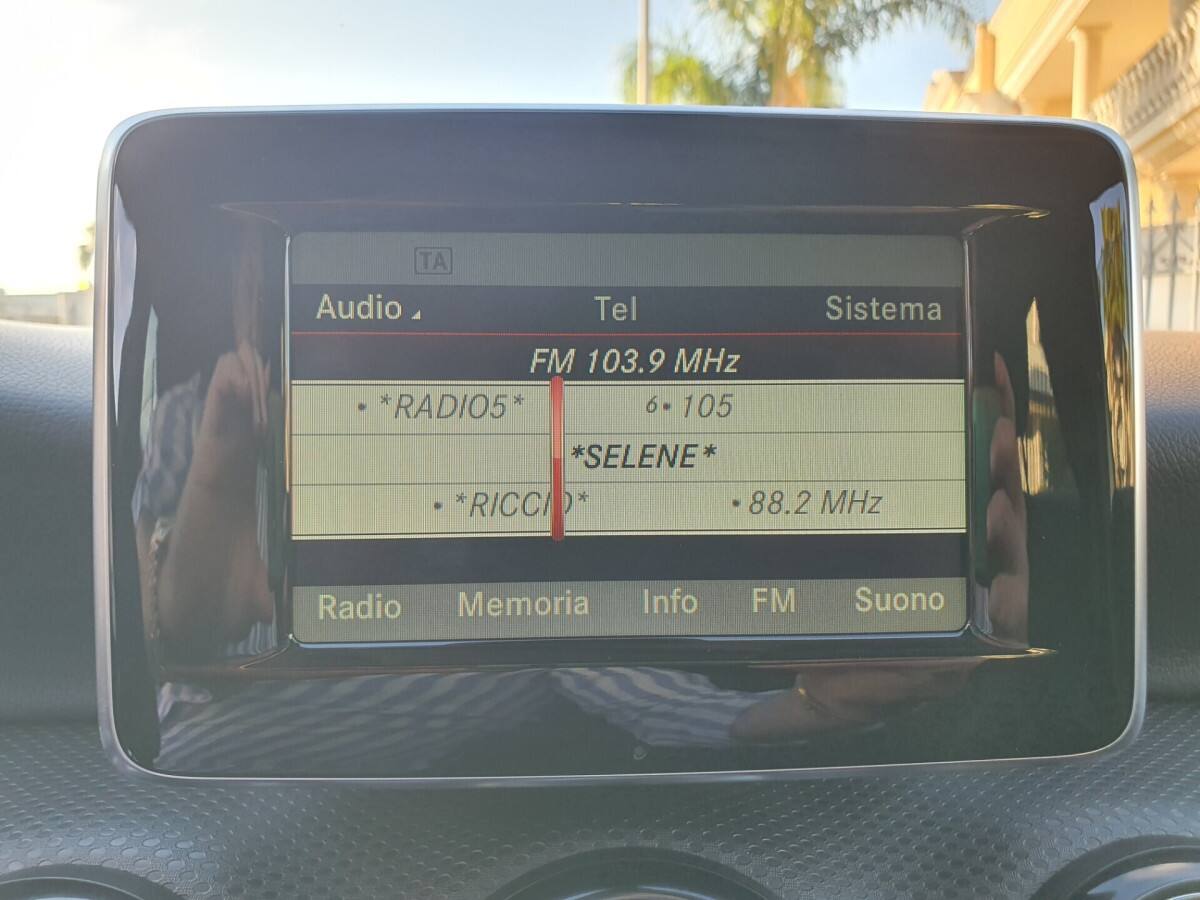 TA
Audio Tel Sistema
FM 103.9 MHz
• *RADIO5* 6• 105
*SELENE*
• *RICCIO* • 88.2 MHz
Radio Memoria Info FM Suono